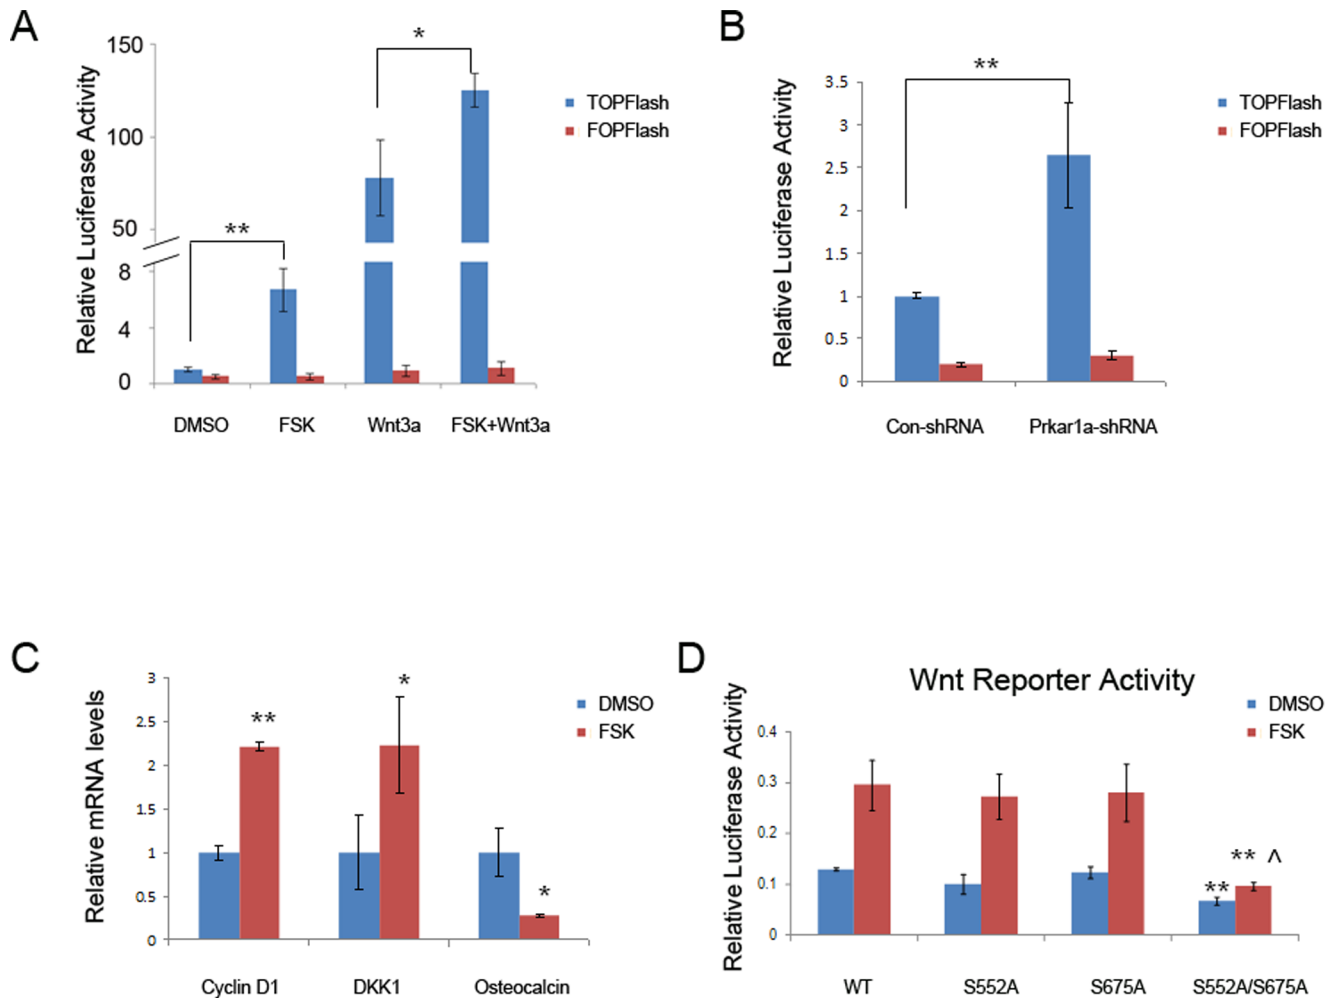 A
Relative Luciferase Activity
150
100
50
8
4
0
**
*
TOPFlash
FOPFlash
DMSO FSK Wnt3a FSK+Wnt3a
B
Relative Luciferase Activity
3.5
3
2.5
2
1.5
1
0.5
0
**
TOPFlash
FOPFlash
Con-shRNA Prkar1a-shRNA
C
Relative mRNA levels
3
2.5
2
1.5
1
0.5
0
**
*
*
DMSO
FSK
Cyclin D1 DKK1 Osteocalcin
D
Wnt Reporter Activity
Relative Luciferase Activity
0.4
0.3
0.2
0.1
0
** ^
**
DMSO
FSK
WT S552A S675A S552A/S675A